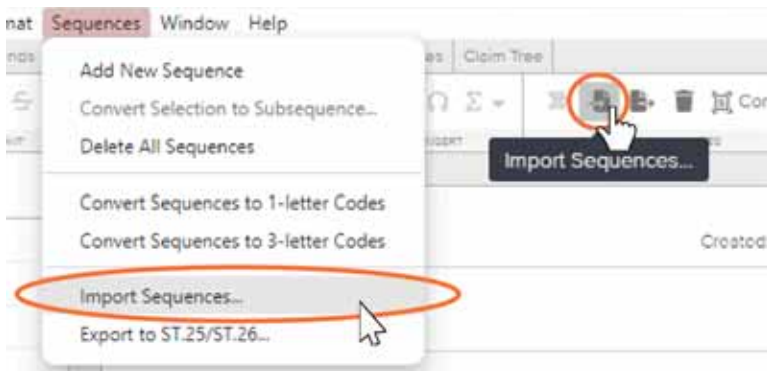 mat Sequences Window Help
Claim Tree
Add New Sequence
Convert Selection to Subsequence...
Delete All Sequences
Con
Import Sequences...
Convert Sequences to 1-letter Codes
Convert Sequences to 3-letter Codes
Created
Import Sequences...
Export to ST.25/ST.26...